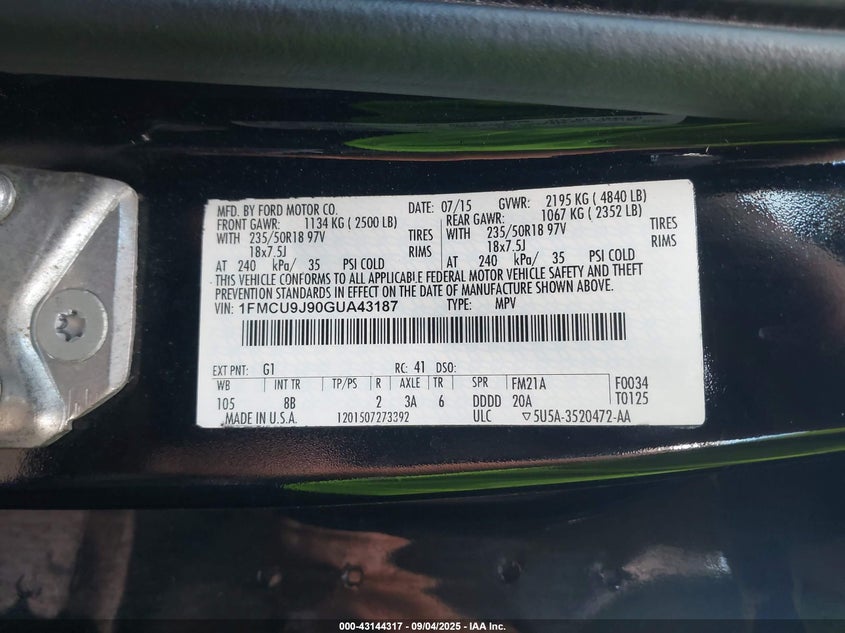 MFD. BY FORD MOTOR CO. DATE: 07/15 GVWR: 2195 KG ( 4840 LB)
FRONT GAWR: 1134 KG ( 2500 LB) REAR GAWR: 1067 KG ( 2352 LB)
WITH 235/50R18 97V TIRES WITH 235/50R18 97V TIRES
18x7.5J RIMS 18x7.5J RIMS
AT 240 kPa/ 35 PSI COLD AT 240 kPa/ 35 PSI COLD
THIS VEHICLE CONFORMS TO ALL APPLICABLE FEDERAL MOTOR VEHICLE SAFETY AND THEFT
PREVENTION STANDARDS IN EFFECT ON THE DATE OF MANUFACTURE SHOWN ABOVE.
VIN: 1FMCU9J90GUA43187 TYPE: MPV
EXT PNT: G1 RC: 41 DSO:
WB INT TR TP/PS R AXLE TR SPR FM21A F0034
105 8B 2 3A 6 DDDD 20A T0125
MADE IN U.S.A. 1201507273392 ULC ▽5U5A-3520472-AA
000-43144317 - 09/04/2025 - IAA Inc.